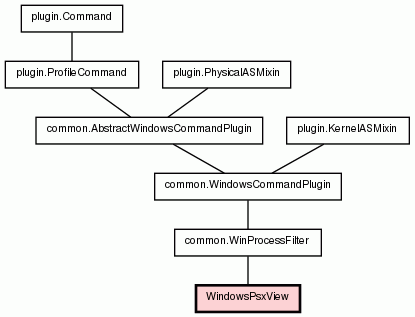 plugin.Command
plugin.ProfileCommand
plugin.PhysicalASMixin
common.AbstractWindowsCommandPlugin
plugin.KernelASMixin
common.WindowsCommandPlugin
common.WinProcessFilter
WindowsPsxView